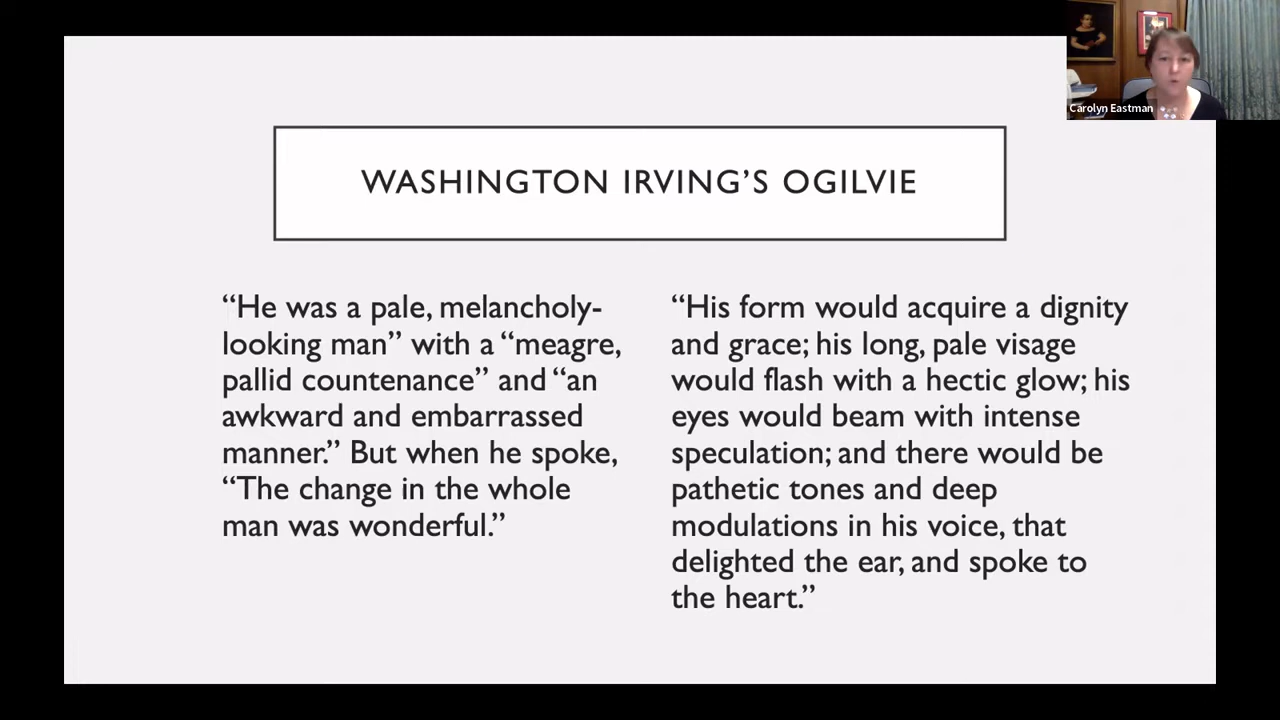 Carolyn Eastman
WASHINGTON IRVING’S OGILVIE
“He was a pale, melancholy-
looking man” with a “meagre,
pallid countenance” and “an
awkward and embarrassed
manner.” But when he spoke,
“The change in the whole
man was wonderful.”
“His form would acquire a dignity
and grace; his long, pale visage
would flash with a hectic glow; his
eyes would beam with intense
speculation; and there would be
pathetic tones and deep
modulations in his voice, that
delighted the ear, and spoke to
the heart.”